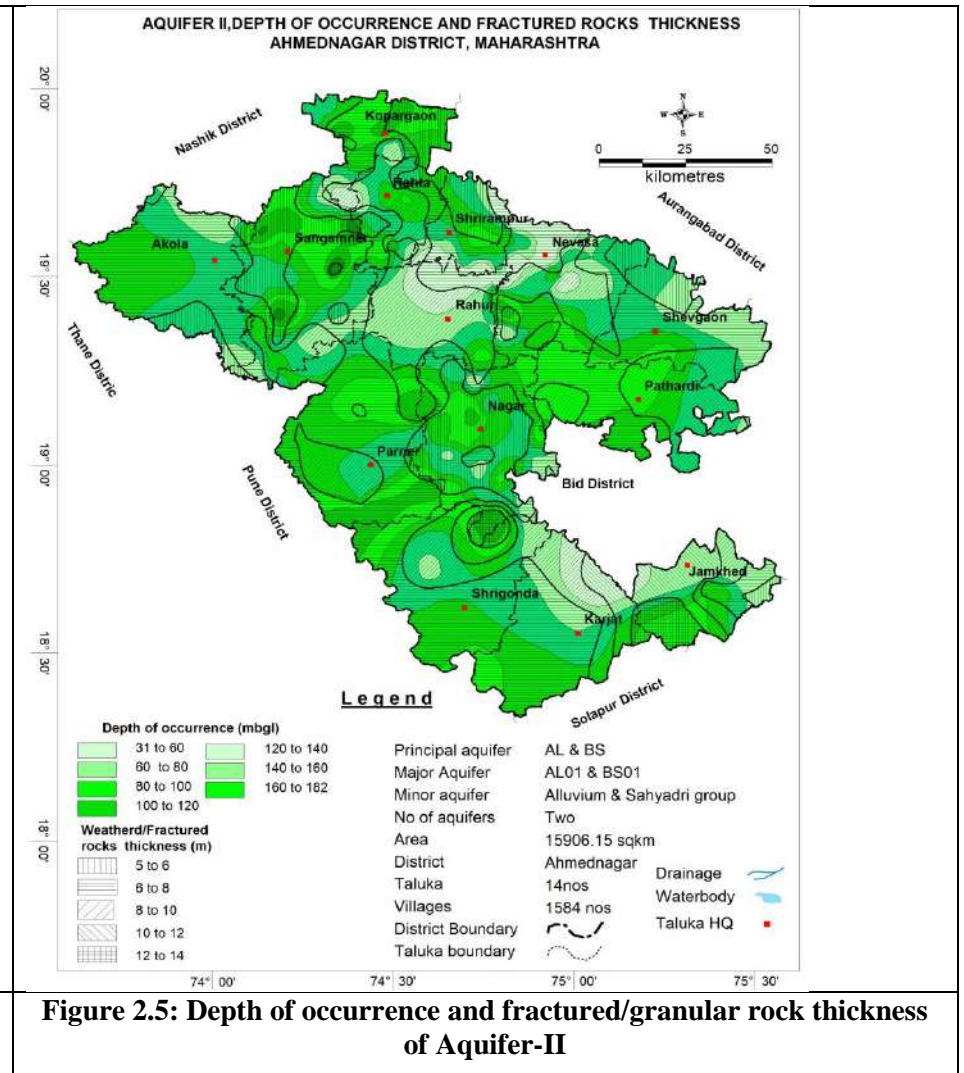 AQUIFER II,DEPTH OF OCCURRENCE AND FRACTURED ROCKS THICKNESS
AHMEDNAGAR DISTRICT, MAHARASHTRA
20° 00'
19° 30'
19° 00'
18° 30'
18° 00'
Nashik District
Aurangabad District
Thane Distric
Pune District
Bid District
Solapur District
N
W E
S
0 25 50
kilometres
Kopargaon
Rahta
Shrirampur
Akola
Sangamner
Nevasa
Rahuri
Shevgaon
Pathardi
Nagar
Parner
Jamkhed
Shrigonda
Karjat
Legend
Depth of occurrence (mbgl)
31 to 60 120 to 140
60 to 80 140 to 160
80 to 100 160 to 182
100 to 120
Weatherd/Fractured
rocks thickness (m)
5 to 6
6 to 8
8 to 10
10 to 12
12 to 14
Principal aquifer AL & BS
Major Aquifer AL01 & BS01
Minor aquifer Alluvium & Sahyadri group
No of aquifers Two
Area 15906.15 sqkm
District Ahmednagar
Taluka 14nos
Villages 1584 nos
District Boundary
Taluka boundary
Drainage
Waterbody
Taluka HQ
74° 00' 74° 30' 75° 00' 75° 30'
Figure 2.5: Depth of occurrence and fractured/granular rock thickness
of Aquifer-II